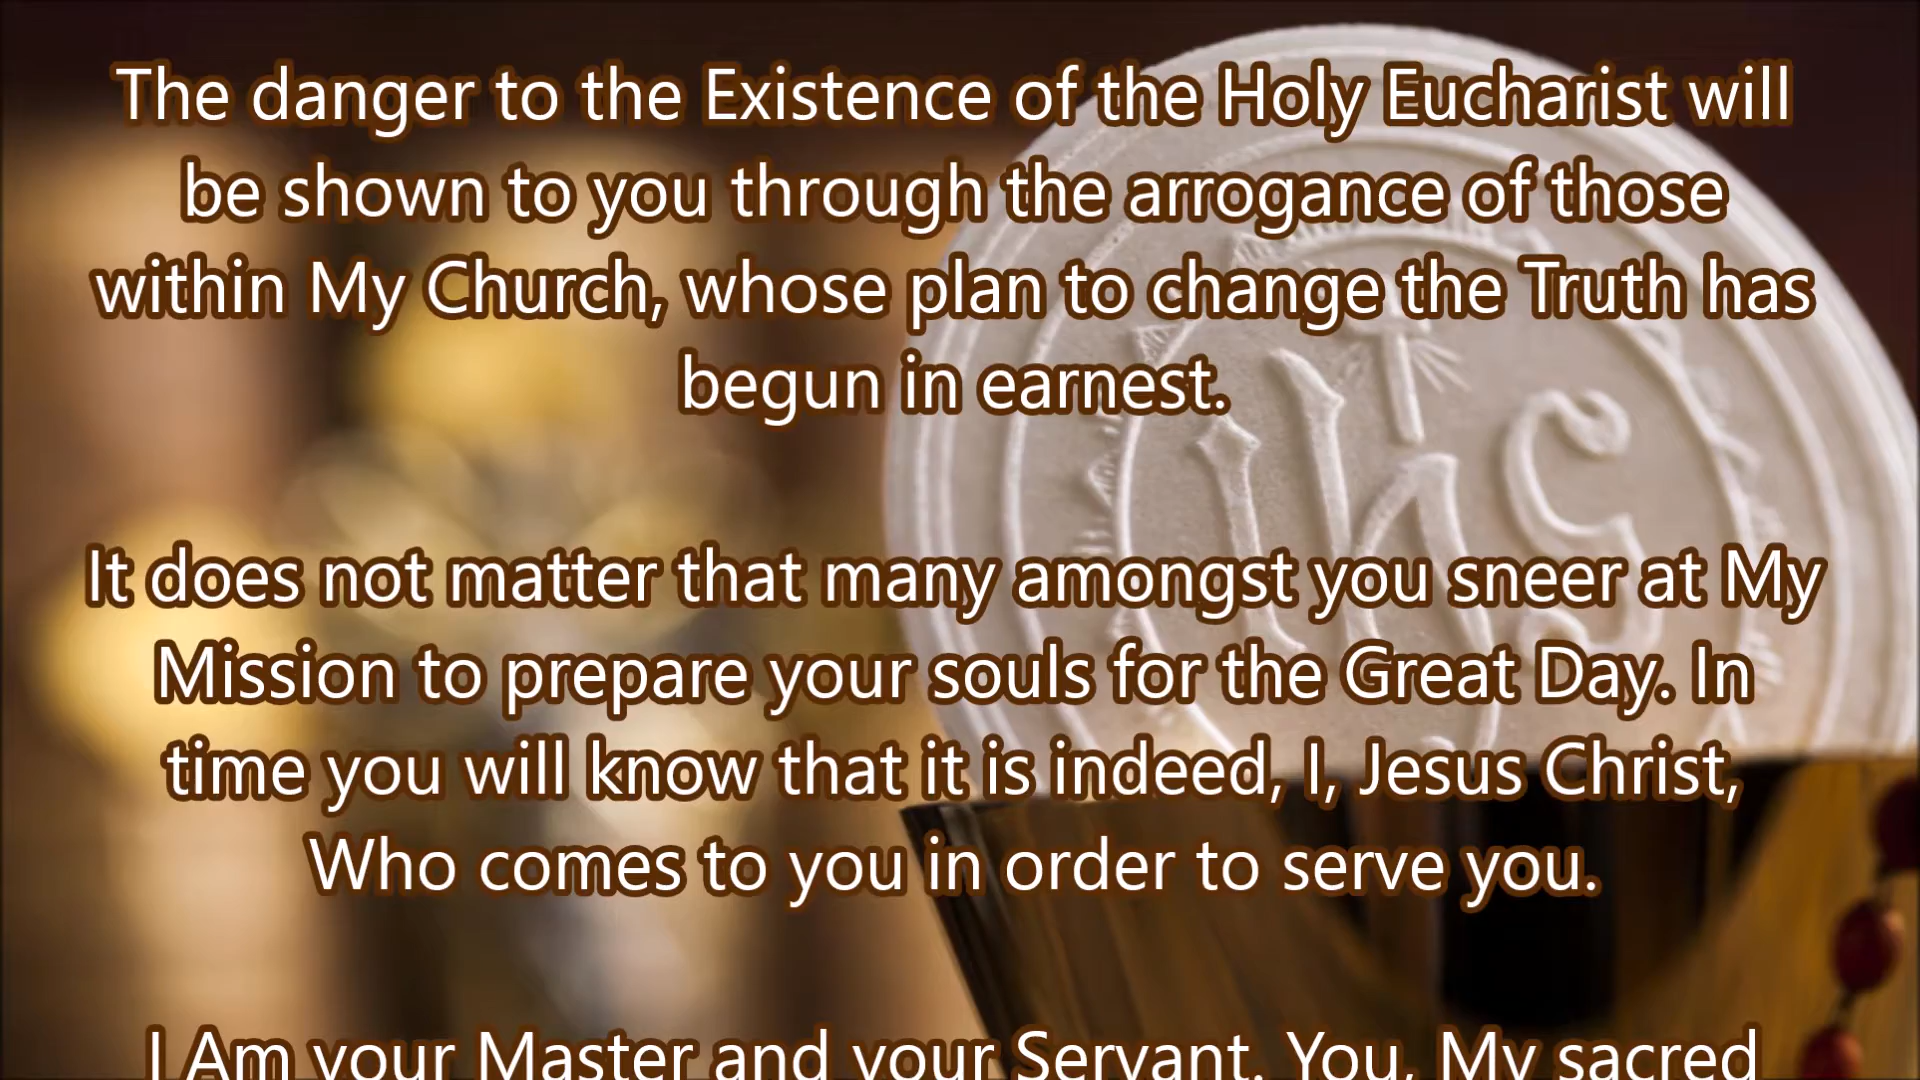 The danger to the Existence of the Holy Eucharist will
be shown to you through the arrogance of those
within My Church, whose plan to change the Truth has
begun in earnest.
It does not matter that many amongst you sneer at My
Mission to prepare your souls for the Great Day. In
time you will know that it is indeed, I, Jesus Christ,
Who comes to you in order to serve you.
I Am your Master and your Servant. You, My sacred
ihs